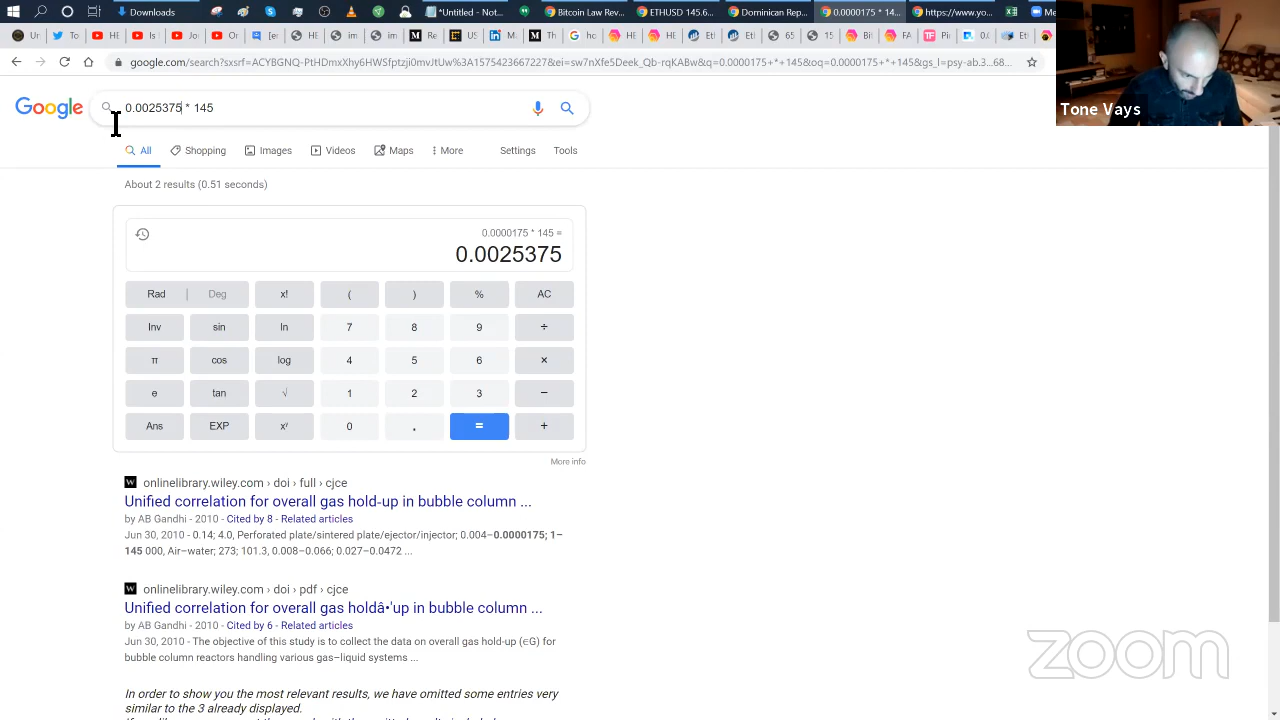 Downloads
*Untitled - Not...
Bitcoin Law Rev...
ETHUSD 145.6...
Dominican Rep...
0.0000175 * 14...
https://www.yo...
google.com/search?sxsrf=ACYBGNQ-PtHDmxXhy6HWSfptzji0mvJtUw%3A1575423667227&ei=sw7nXfe5Deek_Qb-rqKABw&q=0.0000175+*+145&oq=0.0000175+*+145&gs_l=psy-ab.3...68...
Tone Vays
Google
0.0025375 * 145
All
Shopping
Images
Videos
Maps
More
Settings
Tools
About 2 results (0.51 seconds)
0.0000175 * 145 =
0.0025375
Rad | Deg x! ( ) % AC
Inv sin ln 7 8 9 ÷
π cos log 4 5 6 ×
e tan √ 1 2 3 −
Ans EXP x² 0 . = +
More info
W onlinelibrary.wiley.com › doi › full › cjce
Unified correlation for overall gas hold-up in bubble column ...
by AB Gandhi - 2010 - Cited by 8 - Related articles
Jun 30, 2010 - 0.14; 4.0, Perforated plate/sintered plate/ejector/injector; 0.004–0.0000175; 1–
145 000, Air–water; 273; 101.3, 0.008–0.066; 0.027–0.0472 ...
W onlinelibrary.wiley.com › doi › pdf › cjce
Unified correlation for overall gas holdâ•'up in bubble column ...
by AB Gandhi - 2010 - Cited by 6 - Related articles
Jun 30, 2010 - The objective of this study is to collect the data on overall gas hold-up (∈G) for
bubble column reactors handling various gas–liquid systems ...
In order to show you the most relevant results, we have omitted some entries very
similar to the 3 already displayed.
zoom